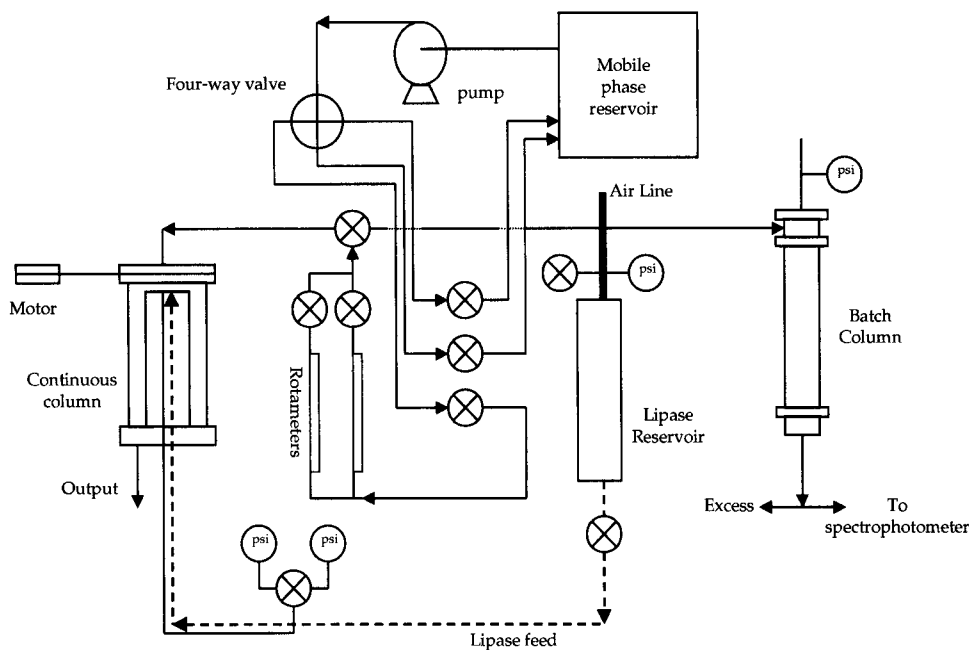 Four-way valve
pump
Mobile
phase
reservoir
psi
Air Line
psi
Motor
Continuous
column
Rotameters
Batch
Column
Lipase
Reservoir
Output
Excess
To
spectrophotometer
psi
psi
Lipase feed